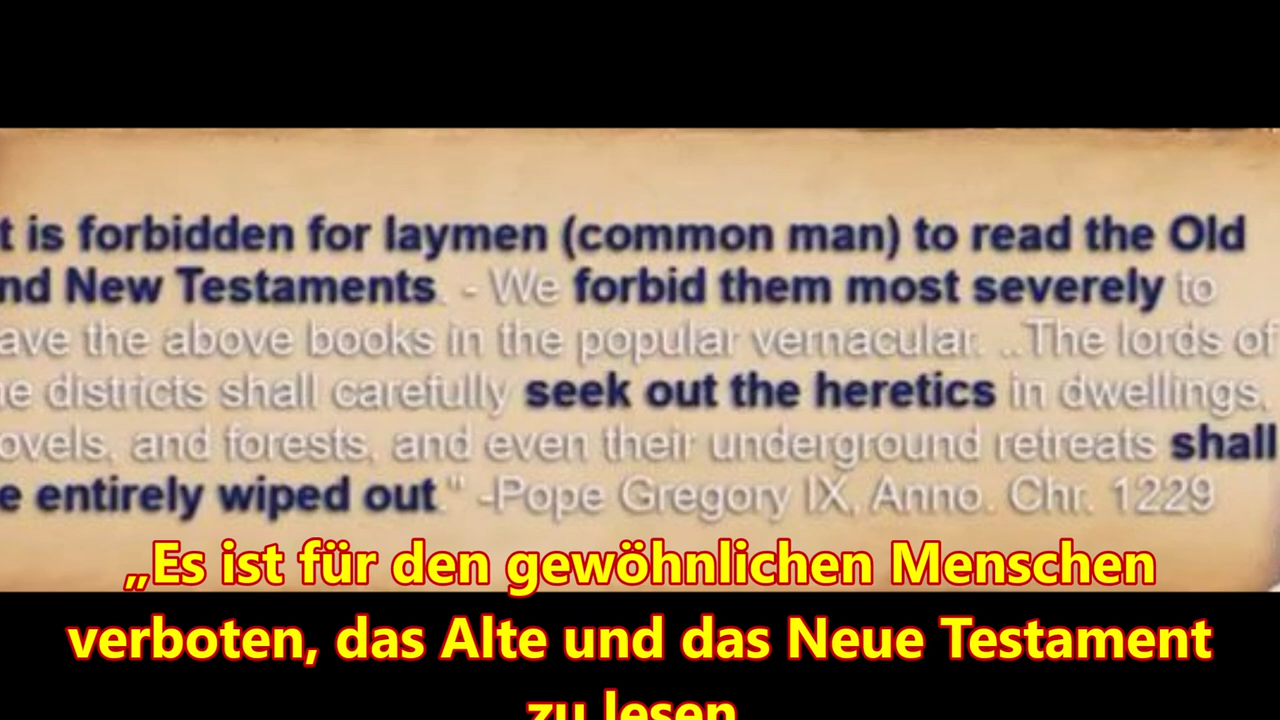 t is forbidden for laymen (common man) to read the Old
nd New Testaments. - We forbid them most severely to
ave the above books in the popular vernacular. ...The lords of
e districts shall carefully seek out the heretics in dwellings,
ovels, and forests, and even their underground retreats shall
e entirely wiped out." -Pope Gregory IX, Anno. Chr. 1229
„Es ist für den gewöhnlichen Menschen
verboten, das Alte und das Neue Testament
zu lesen